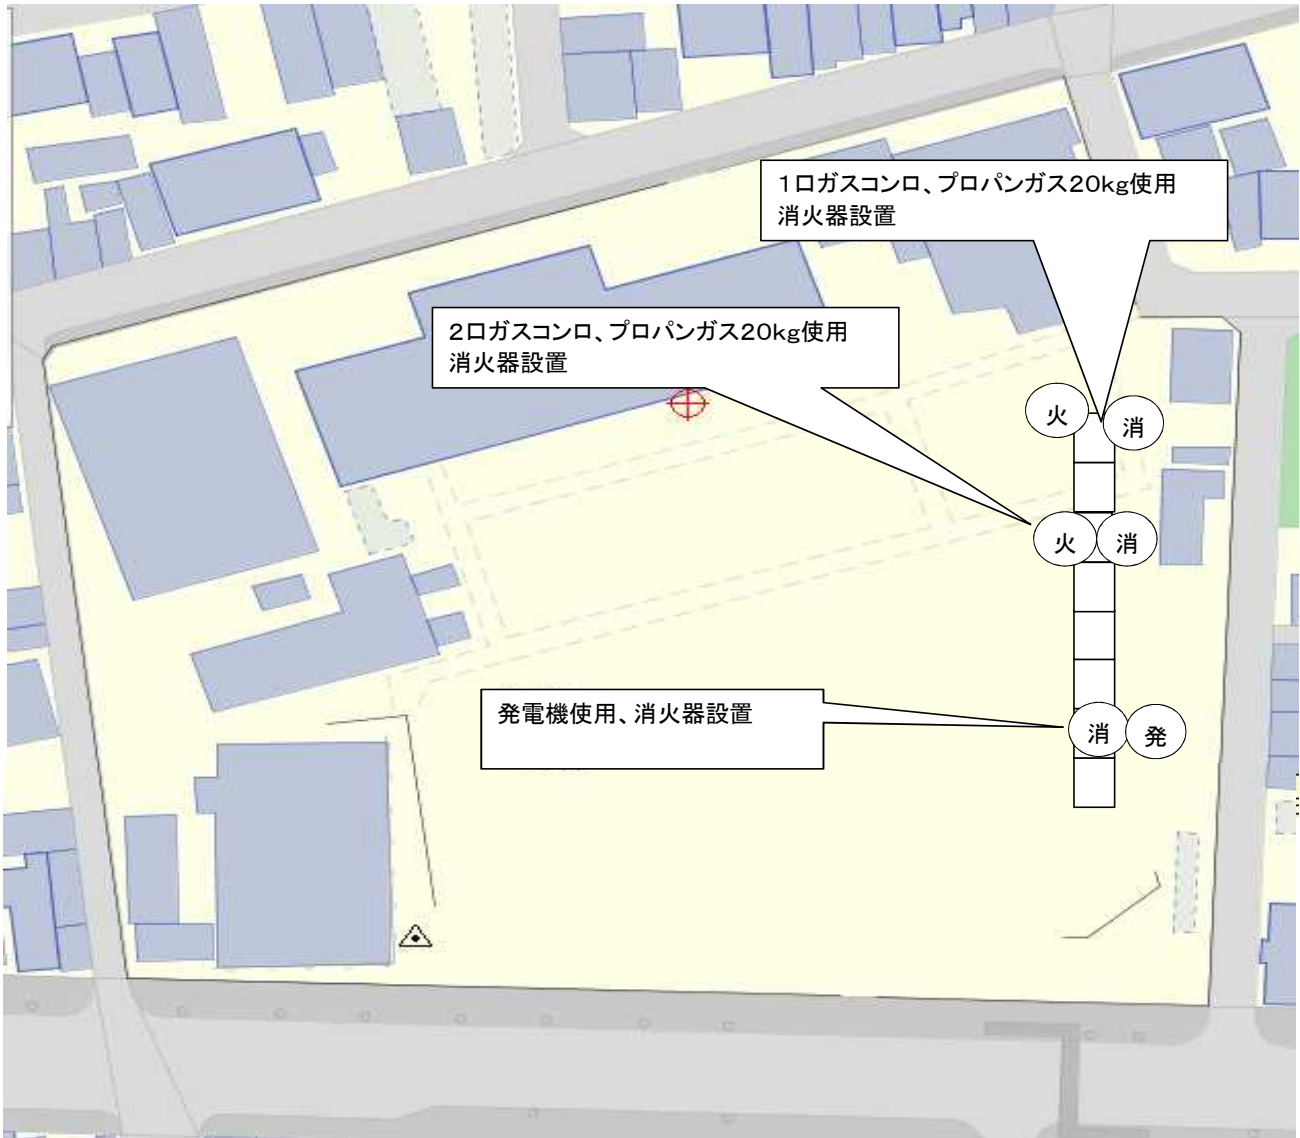 1口ガスコンロ、プロパンガス20kg使用
消火器設置
2口ガスコンロ、プロパンガス20kg使用
消火器設置
火
消
火
消
発電機使用、消火器設置
消
発